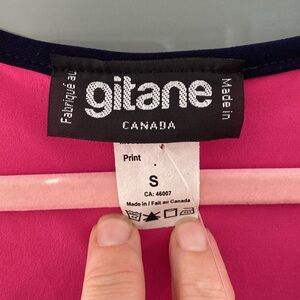 Fabriqué au
gitane
Made in
CANADA
Print
S
CA: 46007
Made in / Fait au Canada